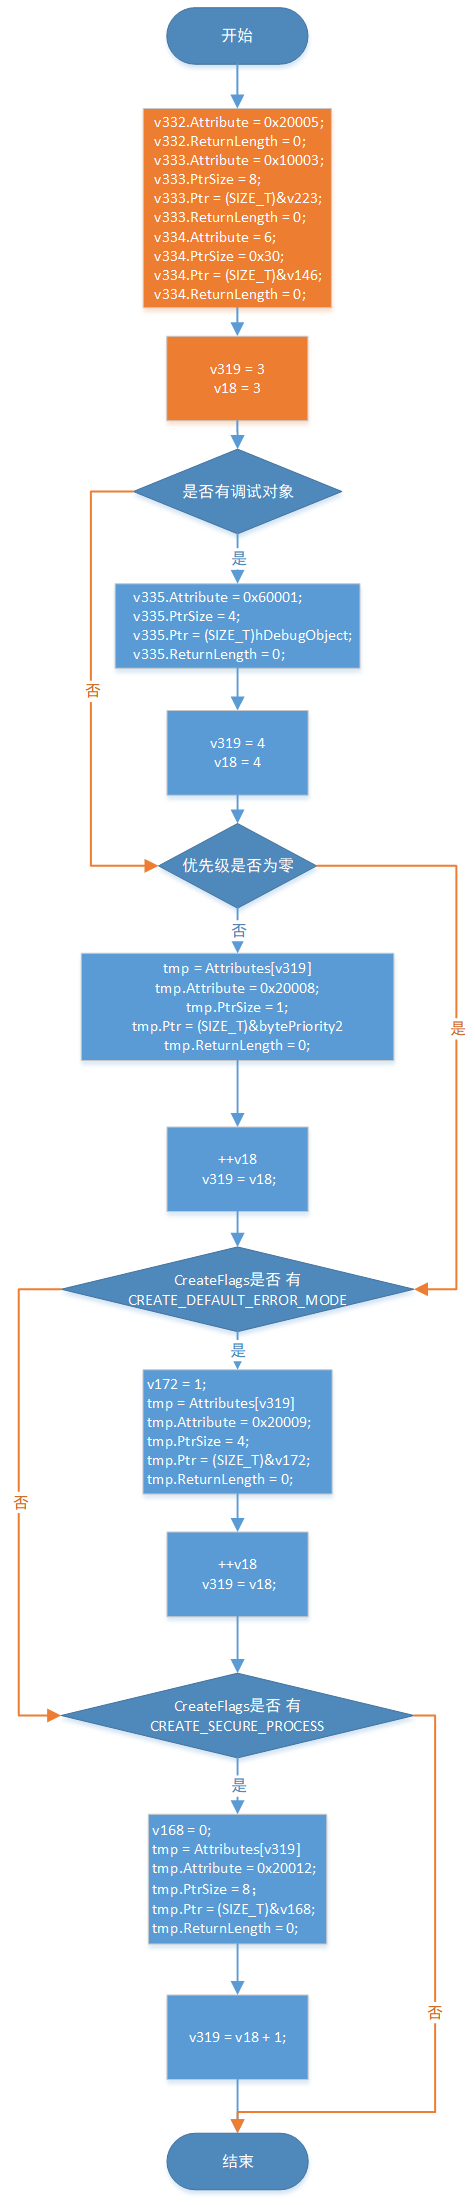 开始
v332.Attribute = 0x20005;
v332.ReturnLength = 0;
v333.Attribute = 0x10003;
v333.PtrSize = 8;
v333.Ptr = (SIZE_T)&v223;
v333.ReturnLength = 0;
v334.Attribute = 6;
v334.PtrSize = 0x30;
v334.Ptr = (SIZE_T)&v146;
v334.ReturnLength = 0;
v319 = 3
v18 = 3
是否有调试对象
是
v335.Attribute = 0x60001;
v335.PtrSize = 4;
v335.Ptr = (SIZE_T)hDebugObject;
v335.ReturnLength = 0;
否
v319 = 4
v18 = 4
优先级是否为零
否
tmp = Attributes[v319]
tmp.Attribute = 0x20008;
tmp.PtrSize = 1;
tmp.Ptr = (SIZE_T)&bytePriority2
tmp.ReturnLength = 0;
是
++v18
v319 = v18;
CreateFlags是否 有
CREATE_DEFAULT_ERROR_MODE
是
v172 = 1;
tmp = Attributes[v319]
tmp.Attribute = 0x20009;
tmp.PtrSize = 4;
tmp.Ptr = (SIZE_T)&v172;
tmp.ReturnLength = 0;
否
++v18
v319 = v18;
CreateFlags是否 有
CREATE_SECURE_PROCESS
是
v168 = 0;
tmp = Attributes[v319]
tmp.Attribute = 0x20012;
tmp.PtrSize = 8；
tmp.Ptr = (SIZE_T)&v168;
tmp.ReturnLength = 0;
否
v319 = v18 + 1;
结束